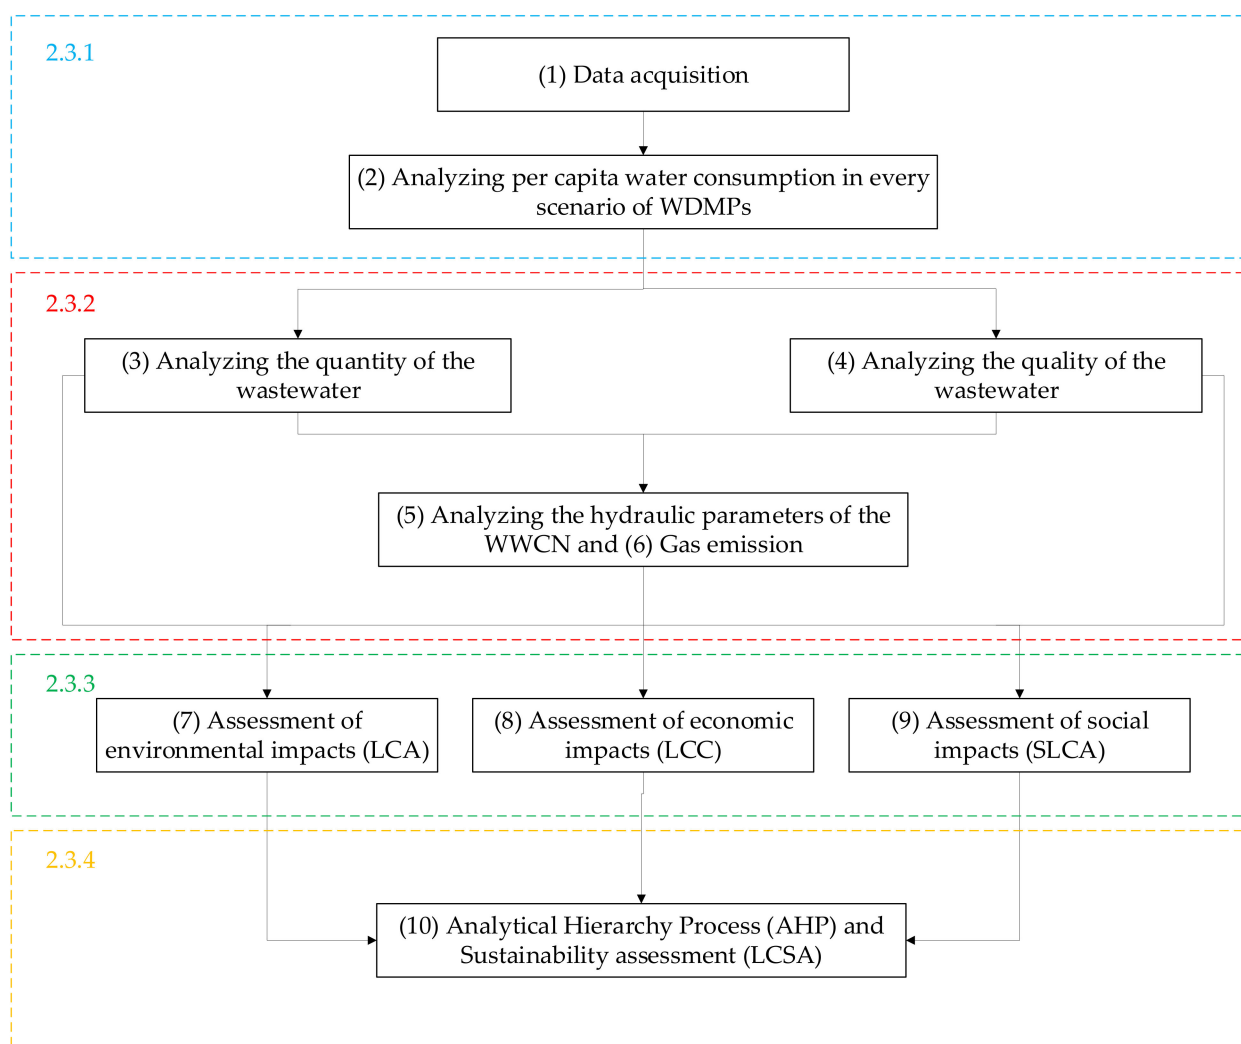 2.3.1
(1) Data acquisition
(2) Analyzing per capita water consumption in every
scenario of WDMPs
2.3.2
(3) Analyzing the quantity of the
wastewater
(4) Analyzing the quality of the
wastewater
(5) Analyzing the hydraulic parameters of the
WWCN and (6) Gas emission
2.3.3
(7) Assessment of
environmental impacts (LCA)
(8) Assessment of economic
impacts (LCC)
(9) Assessment of social
impacts (SLCA)
2.3.4
(10) Analytical Hierarchy Process (AHP) and
Sustainability assessment (LCSA)